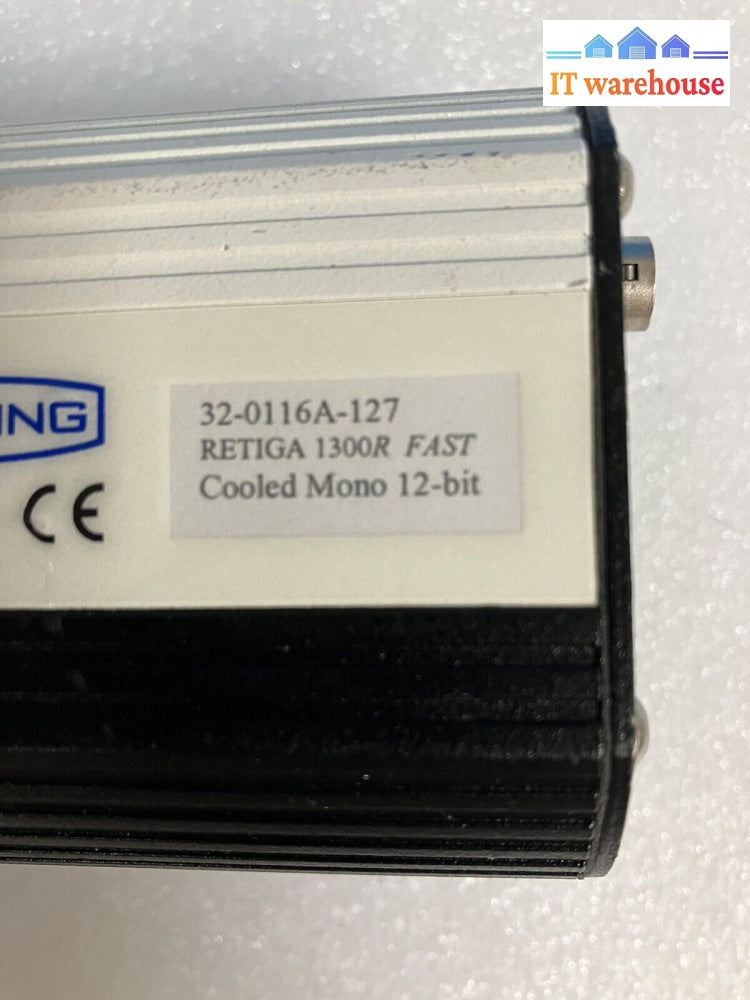 IT warehouse
ING
CE
32-0116A-127
RETIGA 1300R FAST
Cooled Mono 12-bit